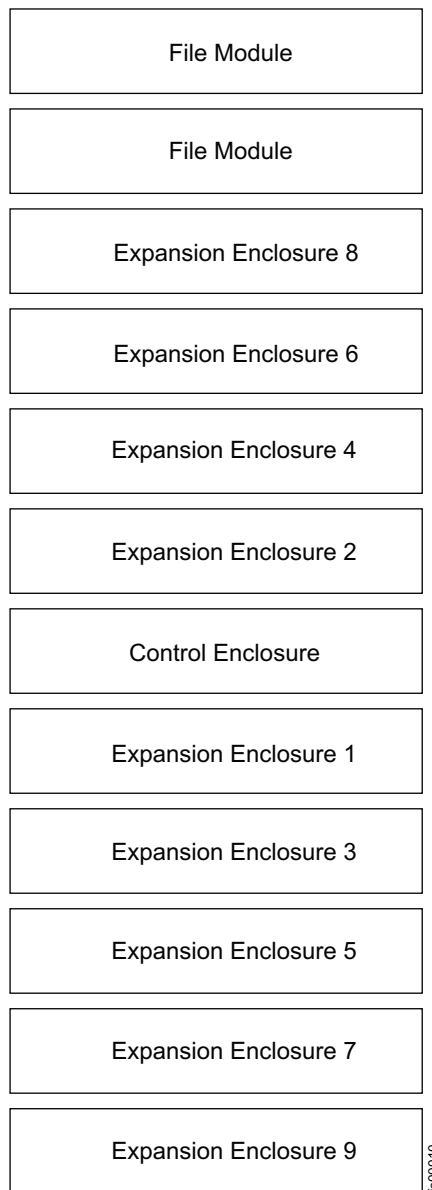 File Module
File Module
Expansion Enclosure 8
Expansion Enclosure 6
Expansion Enclosure 4
Expansion Enclosure 2
Control Enclosure
Expansion Enclosure 1
Expansion Enclosure 3
Expansion Enclosure 5
Expansion Enclosure 7
Expansion Enclosure 9